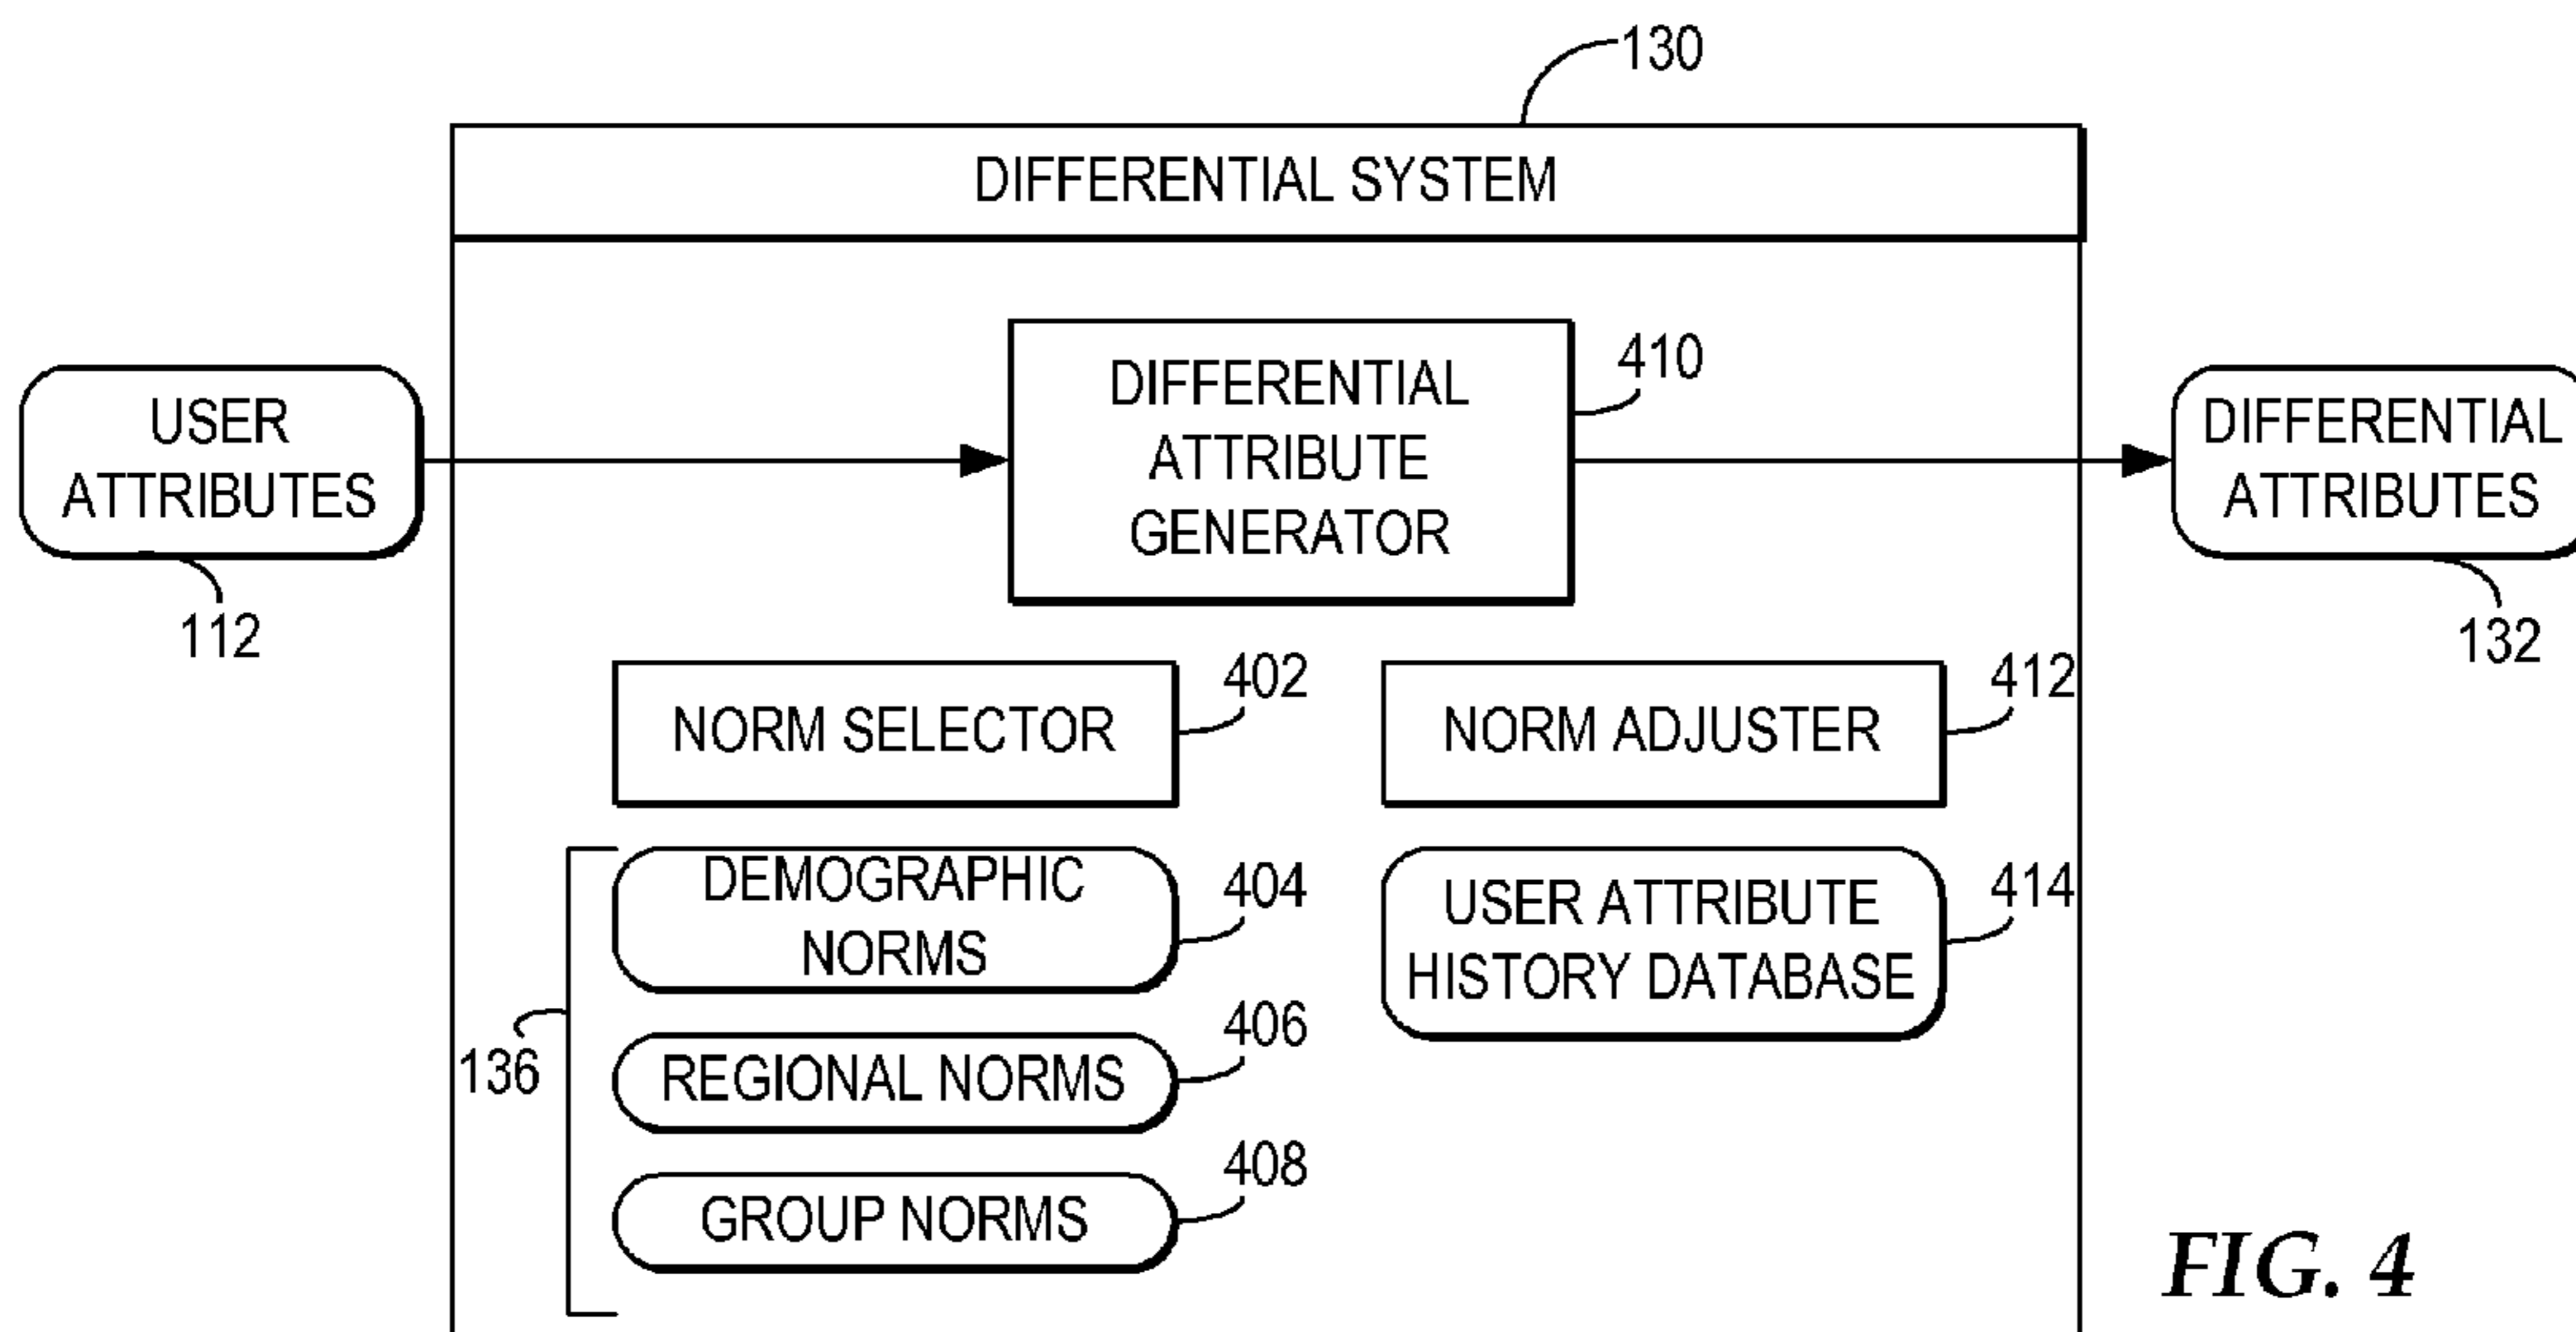 130
DIFFERENTIAL SYSTEM
USER
ATTRIBUTES
112
DIFFERENTIAL
ATTRIBUTE
GENERATOR
410
DIFFERENTIAL
ATTRIBUTES
132
NORM SELECTOR
402
NORM ADJUSTER
412
136
DEMOGRAPHIC
NORMS
404
USER ATTRIBUTE
HISTORY DATABASE
414
REGIONAL NORMS
406
GROUP NORMS
408
FIG. 4